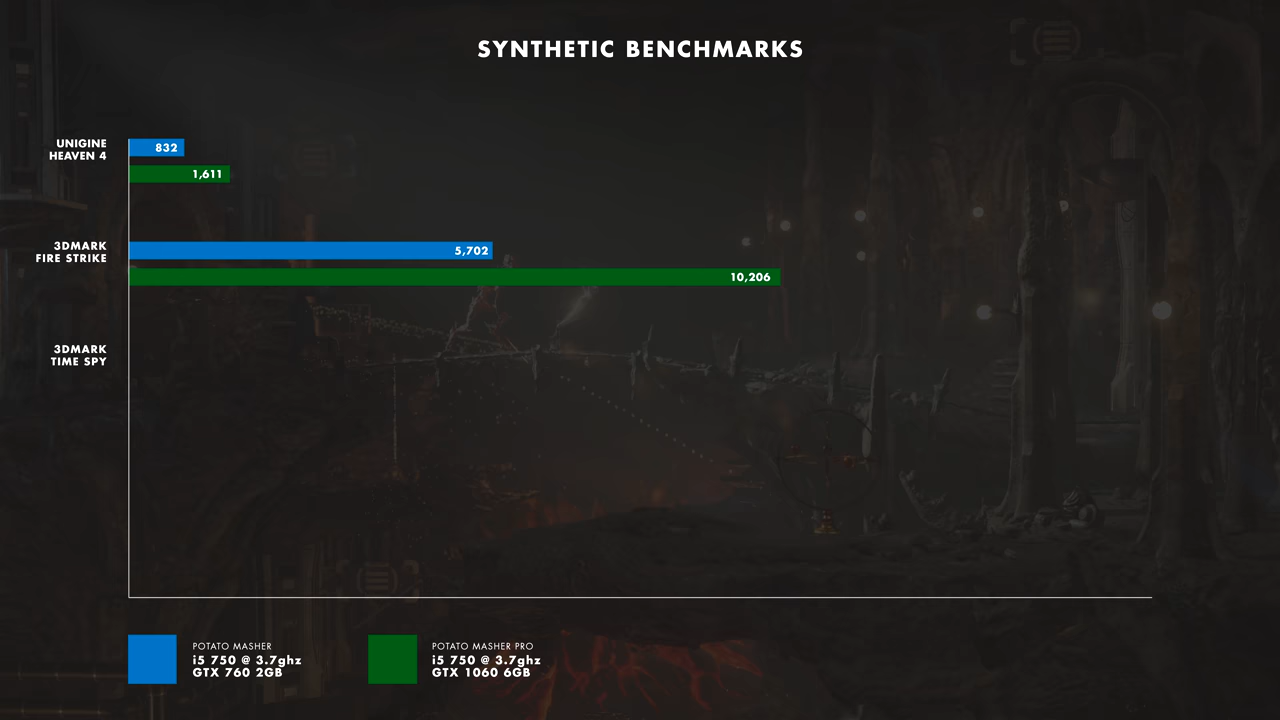 SYNTHETIC BENCHMARKS
UNIGINE
HEAVEN 4
832
1,611
3DMARK
FIRE STRIKE
5,702
10,206
3DMARK
TIME SPY
POTATO MASHER
i5 750 @ 3.7ghz
GTX 760 2GB
POTATO MASHER PRO
i5 750 @ 3.7ghz
GTX 1060 6GB